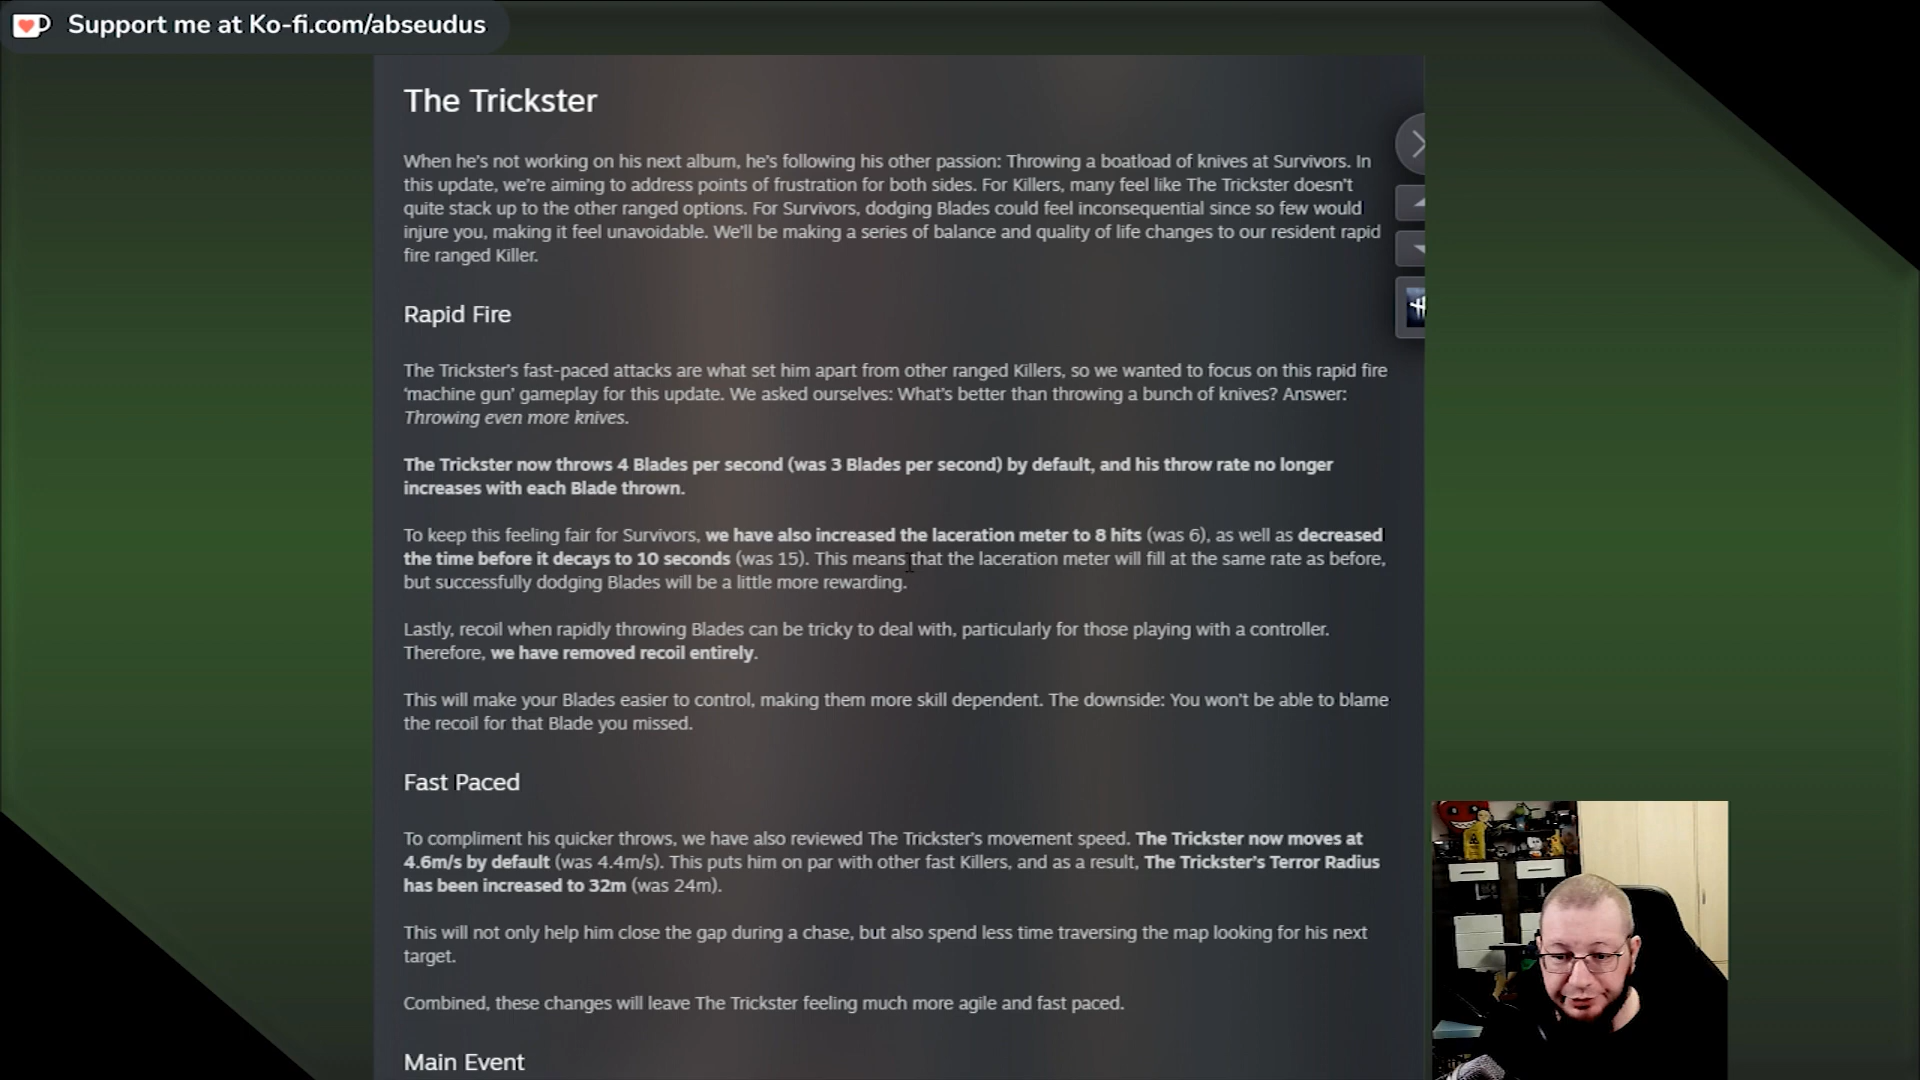 Support me at Ko-fi.com/abseudus
The Trickster
When he's not working on his next album, he's following his other passion: Throwing a boatload of knives at Survivors. In
this update, we're aiming to address points of frustration for both sides. For Killers, many feel like The Trickster doesn't
quite stack up to the other ranged options. For Survivors, dodging Blades could feel inconsequential since so few would
injure you, making it feel unavoidable. We'll be making a series of balance and quality of life changes to our resident rapid
fire ranged Killer.
Rapid Fire
The Trickster's fast-paced attacks are what set him apart from other ranged Killers, so we wanted to focus on this rapid fire
'machine gun' gameplay for this update. We asked ourselves: What's better than throwing a bunch of knives? Answer:
Throwing even more knives.
The Trickster now throws 4 Blades per second (was 3 Blades per second) by default, and his throw rate no longer
increases with each Blade thrown.
To keep this feeling fair for Survivors, we have also increased the laceration meter to 8 hits (was 6), as well as decreased
the time before it decays to 10 seconds (was 15). This means that the laceration meter will fill at the same rate as before,
but successfully dodging Blades will be a little more rewarding.
Lastly, recoil when rapidly throwing Blades can be tricky to deal with, particularly for those playing with a controller.
Therefore, we have removed recoil entirely.
This will make your Blades easier to control, making them more skill dependent. The downside: You won't be able to blame
the recoil for that Blade you missed.
Fast Paced
To compliment his quicker throws, we have also reviewed The Trickster's movement speed. The Trickster now moves at
4.6m/s by default (was 4.4m/s). This puts him on par with other fast Killers, and as a result, The Trickster's Terror Radius
has been increased to 32m (was 24m).
This will not only help him close the gap during a chase, but also spend less time traversing the map looking for his next
target.
Combined, these changes will leave The Trickster feeling much more agile and fast paced.
Main Event